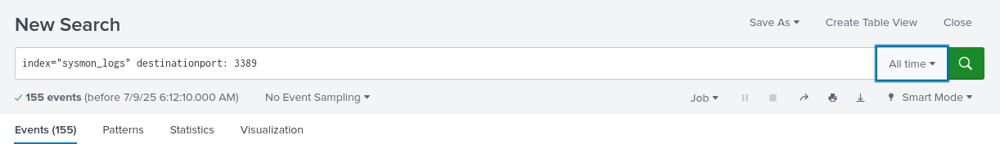 New Search
Save As Create Table View Close
index="sysmon_logs" destinationport: 3389
All time
155 events (before 7/9/25 6:12:10.000 AM) No Event Sampling
Job Smart Mode
Events (155) Patterns Statistics Visualization